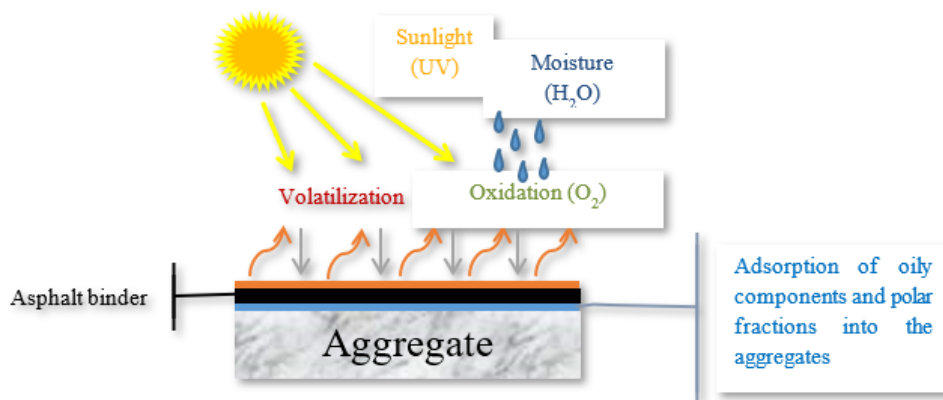 Sunlight
(UV)
Moisture
(H₂O)
Volatilization
Oxidation (O₂)
Asphalt binder
Aggregate
Adsorption of oily
components and polar
fractions into the
aggregates